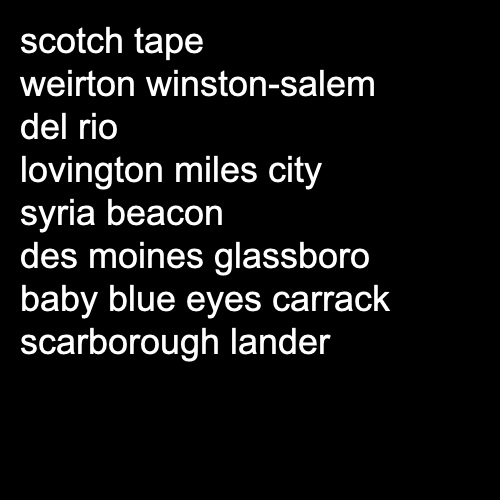 scotch tape
weirton winston-salem
del rio
lovington miles city
syria beacon
des moines glassboro
baby blue eyes carrack
scarborough lander